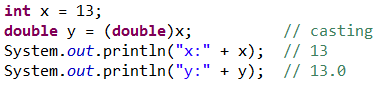 int x = 13;
double y = (double)x;           // casting
System.out.println("x:" + x);  // 13
System.out.println("y:" + y);  // 13.0